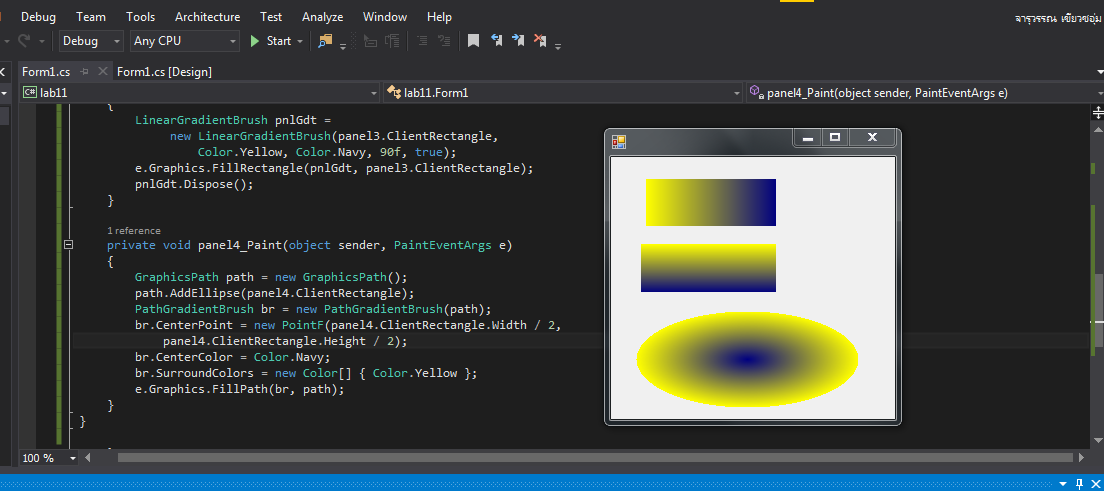 Debug Team Tools Architecture Test Analyze Window Help
จารุวรรณ เขียวชอุ่ม
Debug Any CPU Start
Form1.cs Form1.cs [Design]
C# lab11 lab11.Form1 panel4_Paint(object sender, PaintEventArgs e)
{
LinearGradientBrush pnlGdt =
new LinearGradientBrush(panel3.ClientRectangle,
Color.Yellow, Color.Navy, 90f, true);
e.Graphics.FillRectangle(pnlGdt, panel3.ClientRectangle);
pnlGdt.Dispose();
}
1 reference
private void panel4_Paint(object sender, PaintEventArgs e)
{
GraphicsPath path = new GraphicsPath();
path.AddEllipse(panel4.ClientRectangle);
PathGradientBrush br = new PathGradientBrush(path);
br.CenterPoint = new PointF(panel4.ClientRectangle.Width / 2,
panel4.ClientRectangle.Height / 2);
br.CenterColor = Color.Navy;
br.SurroundColors = new Color[] { Color.Yellow };
e.Graphics.FillPath(br, path);
}
}
100 %